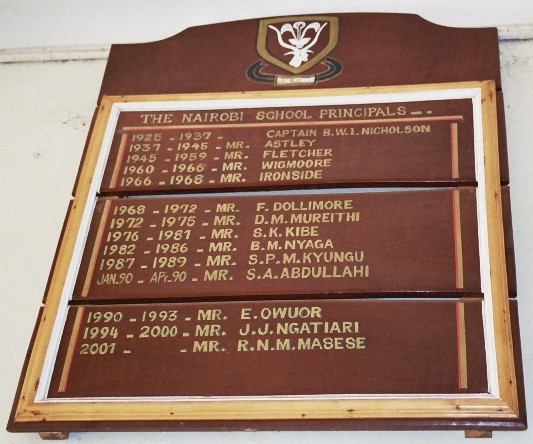 THE NAIROBI SCHOOL PRINCIPALS
1925 - 1937 - CAPTAIN B.W.L. NICHOLSON
1937 - 1945 - MR. ASTLEY
1945 - 1959 - MR. FLETCHER
1960 - 1966 - MR. WIGMOORE
1966 - 1968 - MR. IRONSIDE
1968 - 1972 - MR. F. DOLLIMORE
1972 - 1975 - MR. D.M. MUREITHI
1976 - 1981 - MR. S.K. KIBE
1982 - 1986 - MR. B.M. NYAGA
1987 - 1989 - MR. S.P.M. KYUNGU
JAN.90 - APR.90 - MR. S.A. ABDULLAHI
1990 - 1993 - MR. E. OWUOR
1994 - 2000 - MR. J.J. NGATIARI
2001 - - MR. R.N.M. MASESE